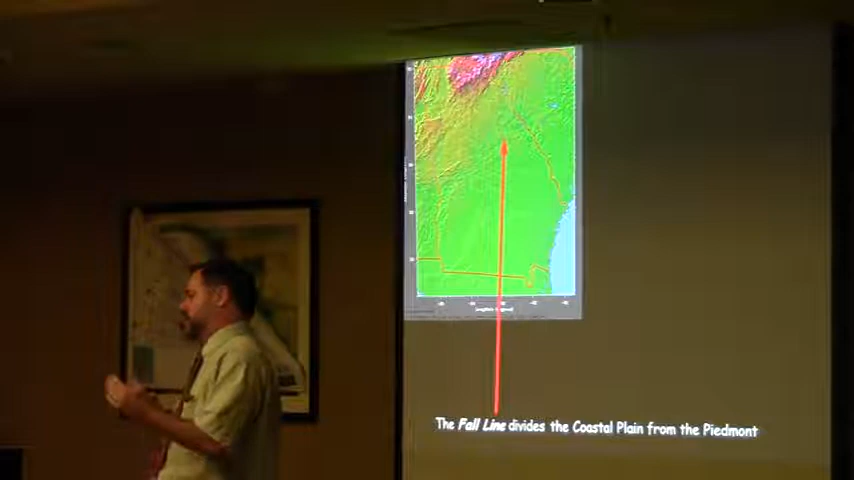 The Fall Line divides the Coastal Plain from the Piedmont